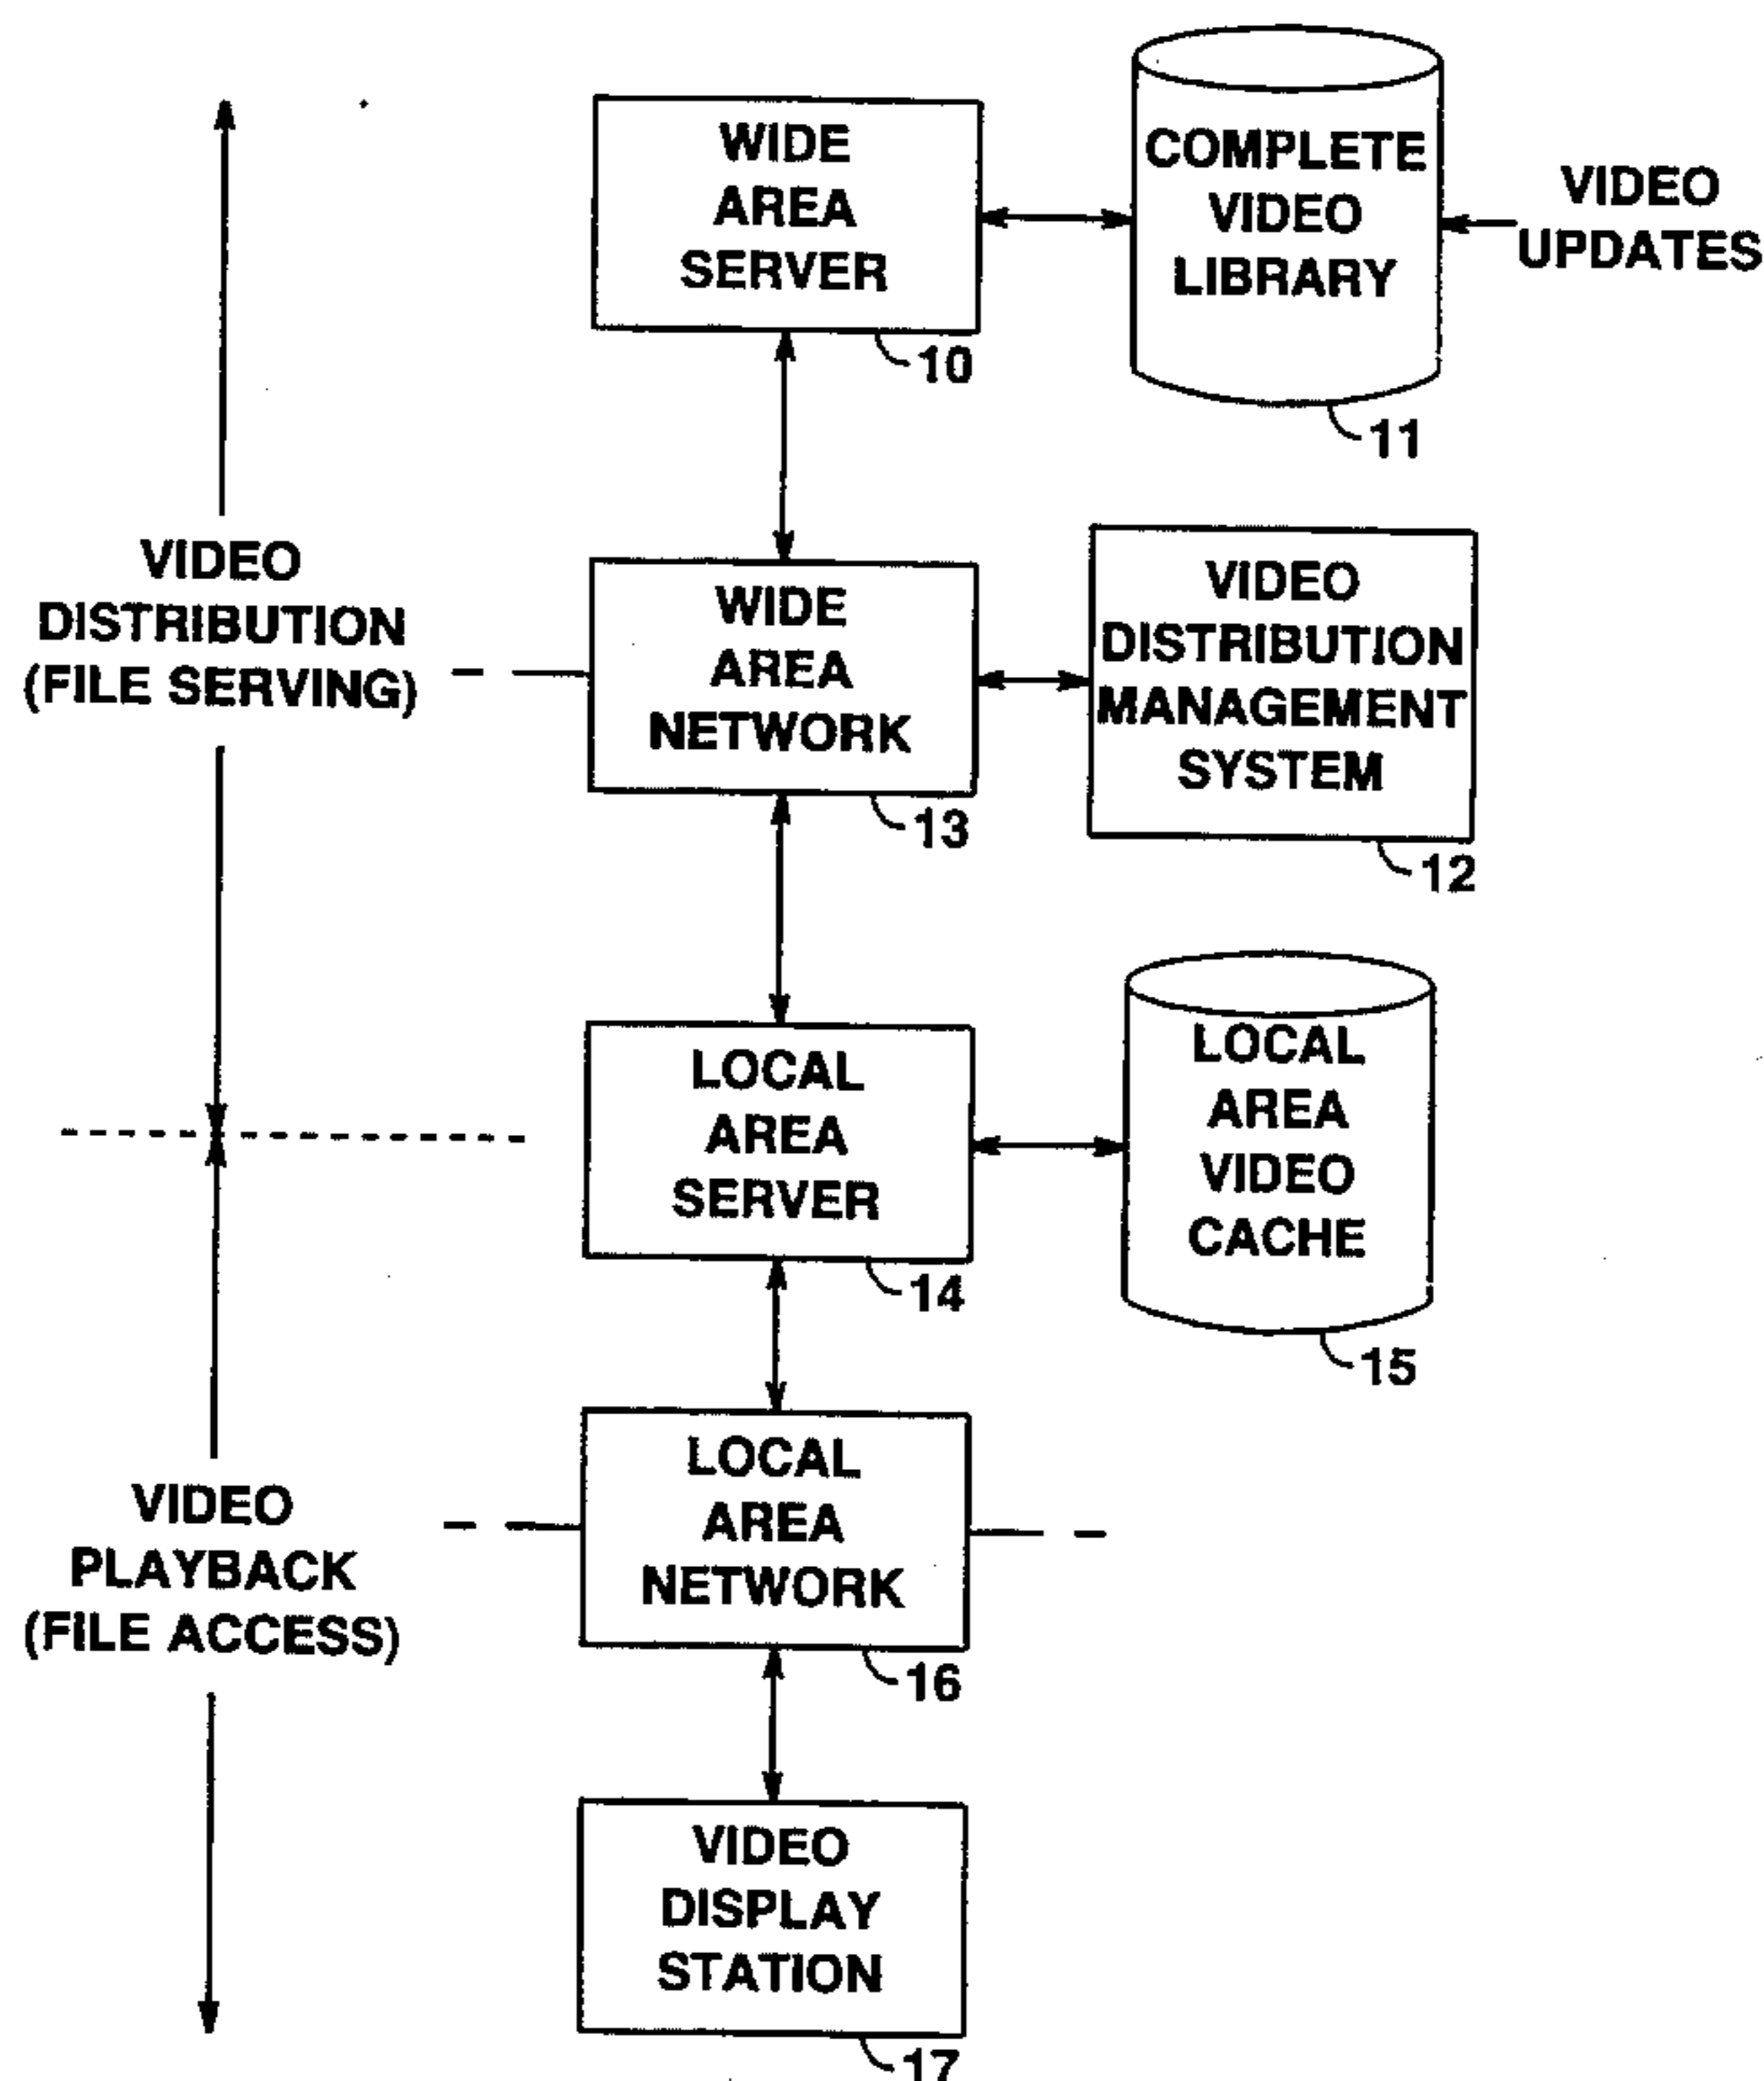 WIDE
AREA
SERVER
10
COMPLETE
VIDEO
LIBRARY
11
VIDEO
UPDATES
VIDEO
DISTRIBUTION
(FILE SERVING)
WIDE
AREA
NETWORK
13
VIDEO
DISTRIBUTION
MANAGEMENT
SYSTEM
12
LOCAL
AREA
SERVER
14
LOCAL
AREA
VIDEO
CACHE
15
VIDEO
PLAYBACK
(FILE ACCESS)
LOCAL
AREA
NETWORK
16
VIDEO
DISPLAY
STATION
17